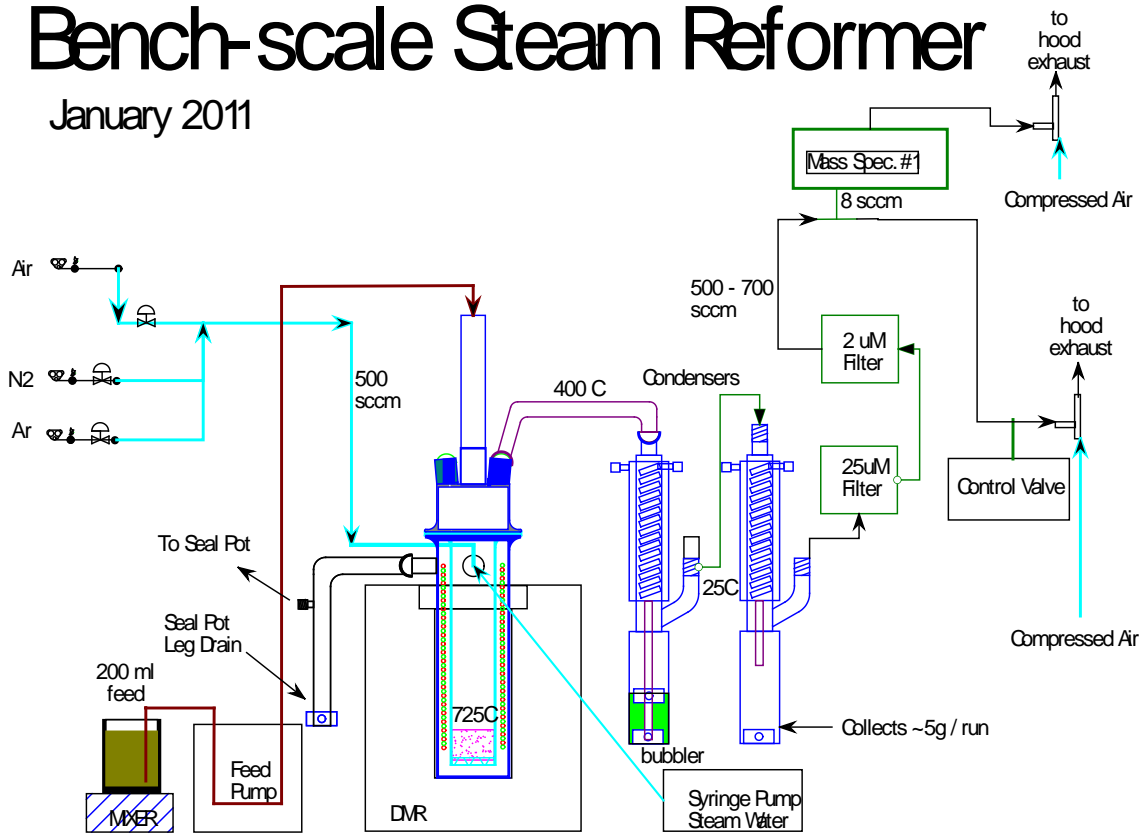 Bench-scale Steam Reformer
January 2011
to
hood
exhaust
Mass Spec. #1
Compressed Air
8 sccm
Air
500 - 700
sccm
to
hood
exhaust
2 uM
Filter
N2
500
sccm
400 C
Condensers
Ar
25uM
Filter
Control Valve
To Seal Pot
25C
Seal Pot
Leg Drain
Compressed Air
200 ml
feed
725C
Collects ~5g / run
bubbler
Feed
Pump
MIXER
DMR
Syringe Pump
Steam Water